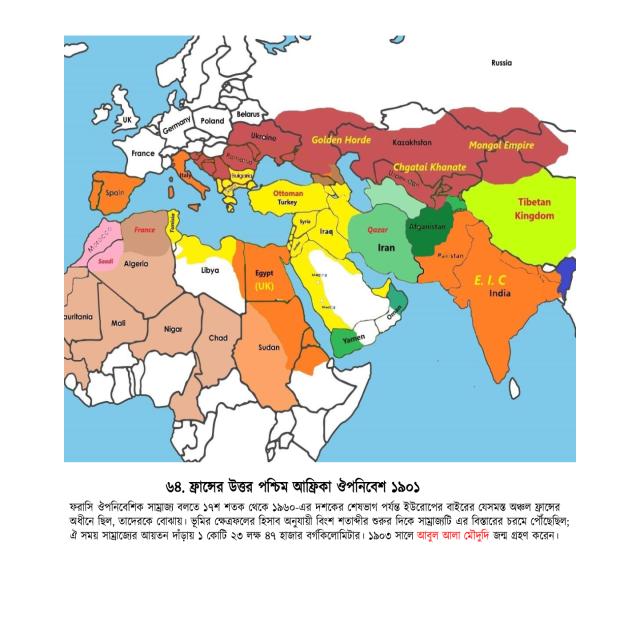 Russia
UK
Germany
Poland
Belarus
Ukraine
France
Golden Horde
Kazakhstan
Mongal Empire
Chgatai Khanate
Romania
Italy
Bulgaria
Spain
Ottoman
Turkey
Tibetan
Kingdom
Tunisia
Morocco
France
Syria
Iraq
Qazar
Iran
Afganistan
Pakistan
Saadi
Algeria
Libya
Egypt
(UK)
E. I. C
India
Oman
Yemen
auritania
Mali
Nigar
Chad
Sudan
৬৪. ফ্রান্সের উত্তর পশ্চিম আফ্রিকা ঔপনিবেশ ১৯০১
ফরাসি ঔপনিবেশিক সাম্রাজ্য বলতে ১৭শ শতক থেকে ১৯৬০-এর দশকের শেষভাগ পর্যন্ত ইউরোপের বাইরের যেসমস্ত অঞ্চল ফ্রান্সের
অধীনে ছিল, তাদেরকে বোঝায়। ভূমির ক্ষেত্রফলের হিসাব অনুযায়ী বিংশ শতাব্দীর শুরুর দিকে সাম্রাজ্যটি এর বিস্তারের চরমে পৌঁছেছিল;
ঐ সময় সাম্রাজ্যের আয়তন দাঁড়ায় ১ কোটি ২৩ লক্ষ ৪৭ হাজার বর্গকিলোমিটার। ১৯০৩ সালে আবুল আলা মৌদুদি জন্ম গ্রহণ করেন।